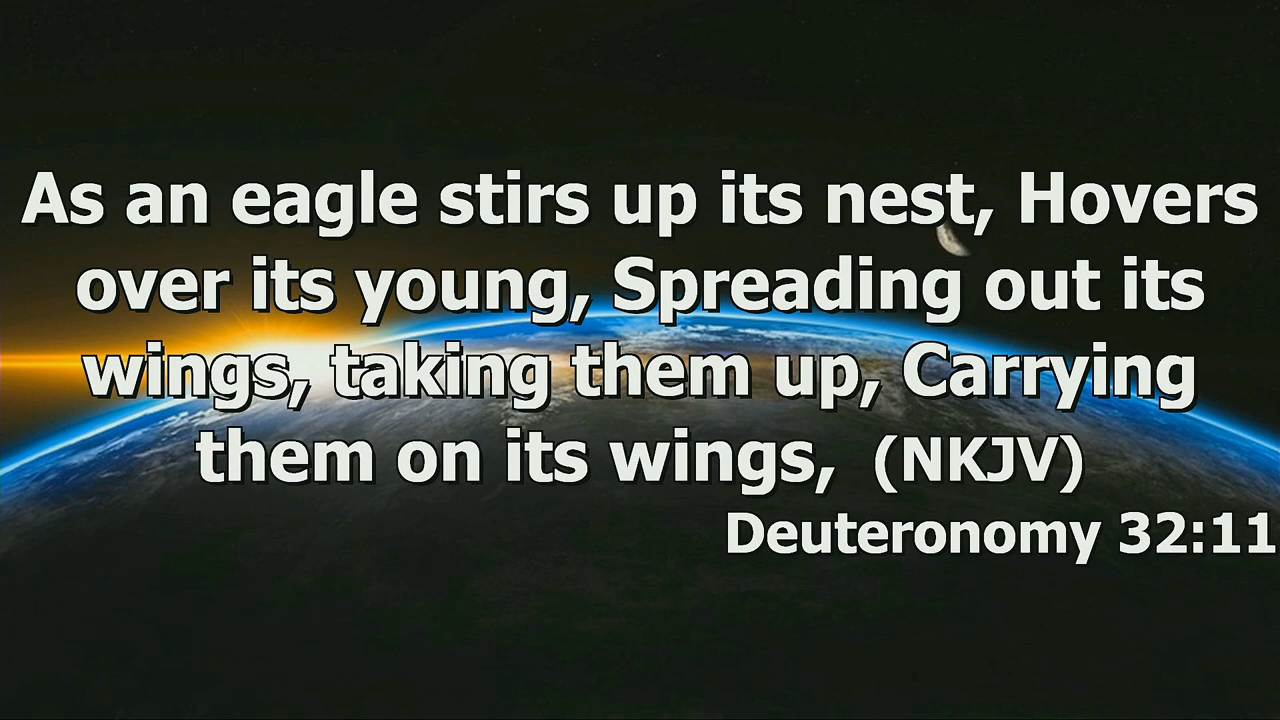 As an eagle stirs up its nest, Hovers
over its young, Spreading out its
wings, taking them up, Carrying
them on its wings, (NKJV)
Deuteronomy 32:11